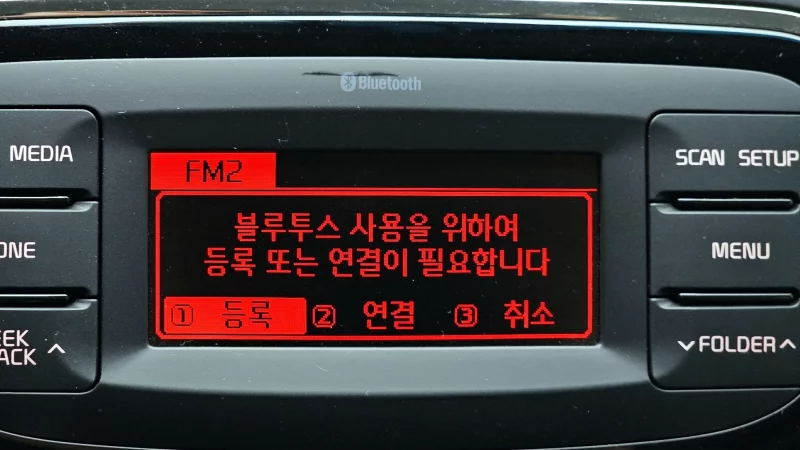 Bluetooth
MEDIA
SCAN SETUP
FM2
블루투스 사용을 위하여
등록 또는 연결이 필요합니다
ONE
MENU
① 등록 ② 연결 ③ 취소
EEK
ACK
FOLDER